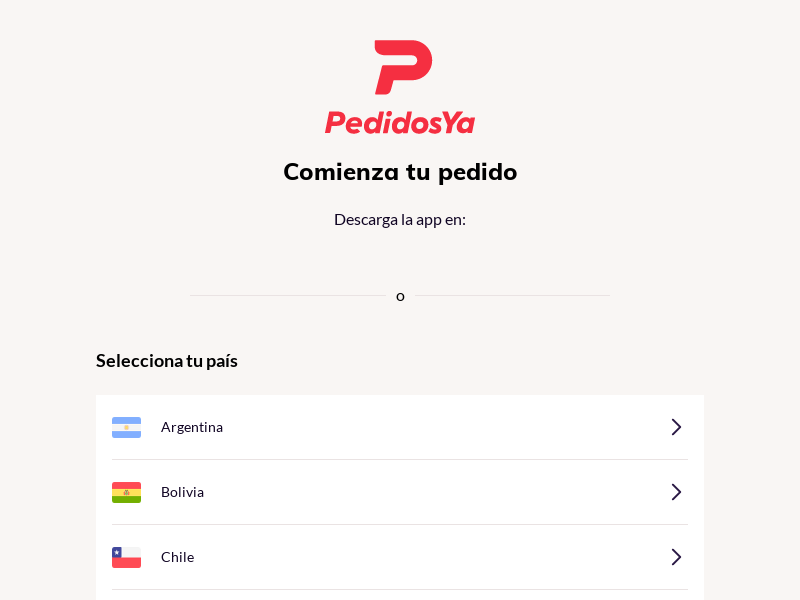 PedidosYa
Comienza tu pedido
Descarga la app en:
o
Selecciona tu país
Argentina
Bolivia
Chile